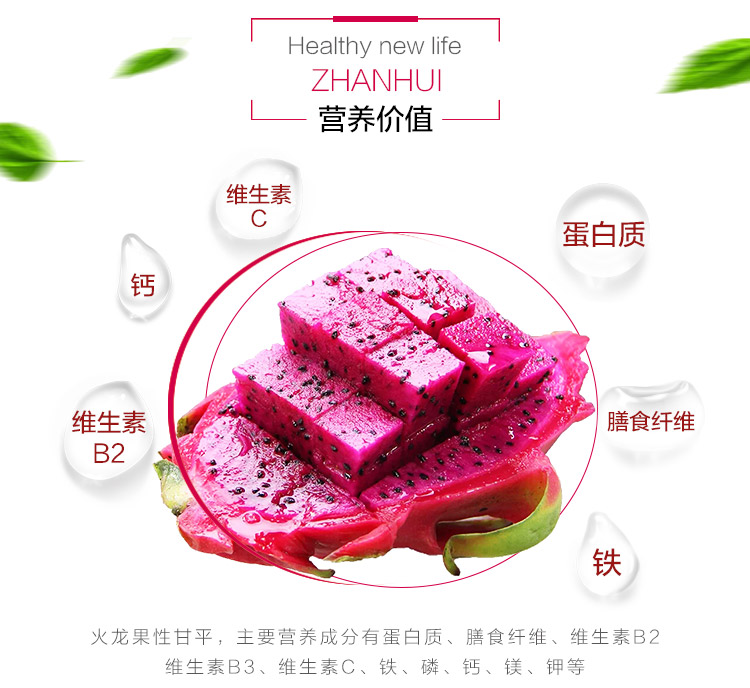 Healthy new life
ZHANHUI
营养价值
维生素
C
蛋白质
钙
维生素
B2
膳食纤维
铁
火龙果性甘平，主要营养成分有蛋白质、膳食纤维、维生素B2
维生素B3、维生素C、铁、磷、钙、镁、钾等